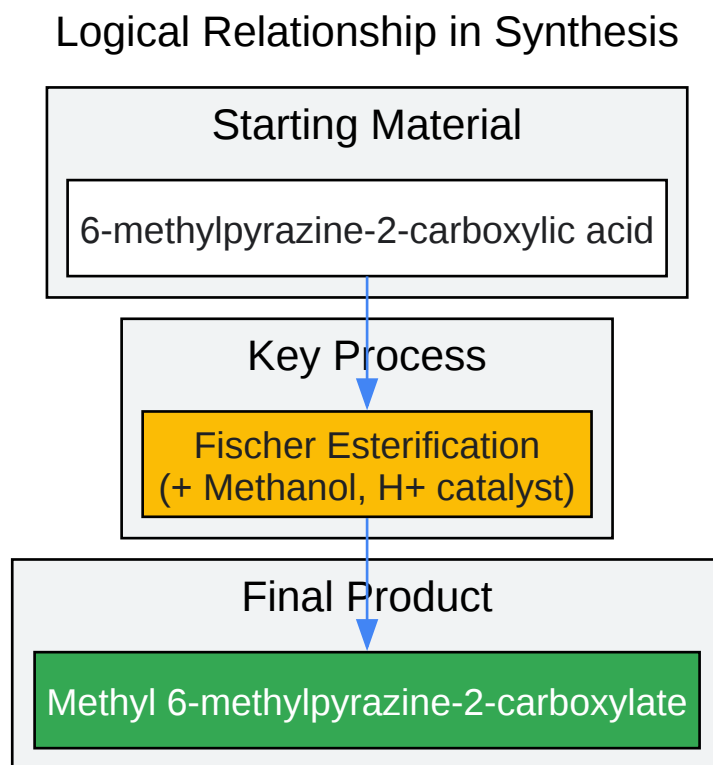 Logical Relationship in Synthesis
Starting Material
6-methylpyrazine-2-carboxylic acid
Key Process
Fischer Esterification
(+ Methanol, H+ catalyst)
Final Product
Methyl 6-methylpyrazine-2-carboxylate